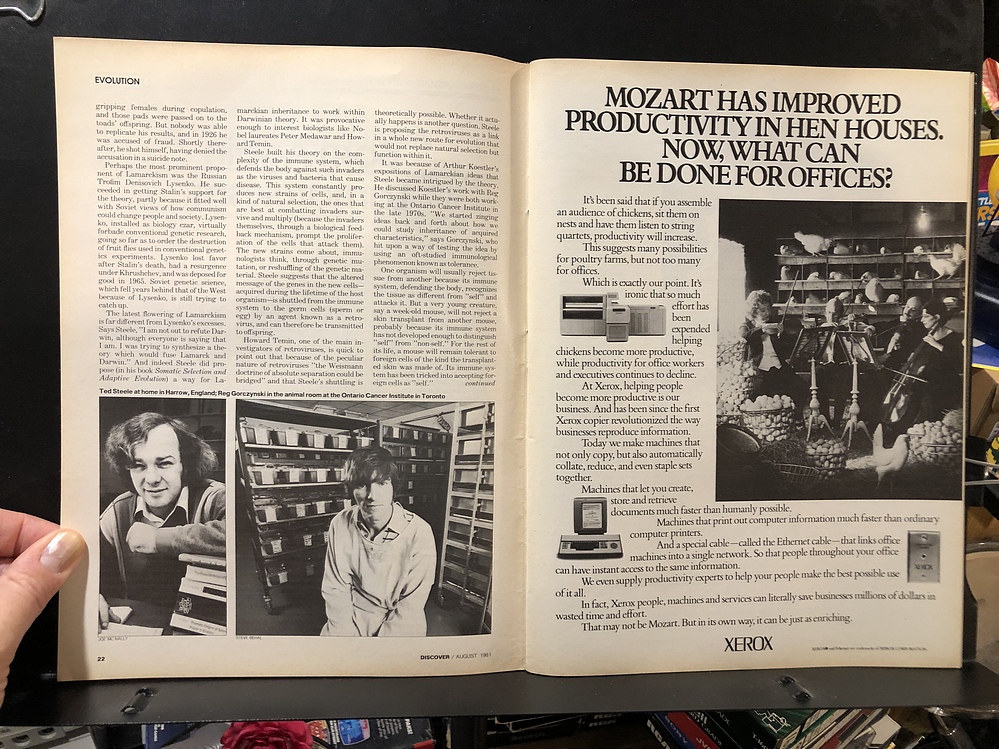 EVOLUTION
gripping females during copulation,
and iodine pads were passed on to the
toads' offspring. But nobody was able
to replicate his results, and in 1926 he
was accused of fraud. Shortly there-
after, he shot himself, having denied the
accusation in a suicide note.
Perhaps the most prominent propo-
nent of Lamarckism was the Russian
Trofim Denisovich Lysenko. He suc-
ceeded in getting Stalin's support for
the theory, partly because it fitted well
with Soviet views of how communism
could change people and society. Lysen-
ko, installed as biology czar, virtually
forbade conventional genetic research,
going so far as to order the destruction
of fruit flies used in conventional genet-
ics experiments. Lysenko lost favor
after Stalin's death, had a resurgence
under Khrushchev, and was deposed for
good in 1965. Soviet genetic science,
which fell years behind that of the West
because of Lysenko, is still trying to
catch up.
The latest flowering of Lamarckism
is far different from Lysenko's excesses.
Says Steele, "I am not out to refute Dar-
win, although everyone is saying that
I am. I was trying to synthesize a the-
ory which would fuse Lamarck and
Darwin." And indeed Steele did pro-
pose (in his book Somatic Selection and
Adaptive Evolution) a way for La-
marckian inheritance to work within
Darwinian theory. It was provocative
enough to interest biologists like No-
bel laureates Peter Medawar and How-
ard Temin.
Steele built his theory on the com-
plexity of the immune system, which
defends the body against such invaders
as the viruses and bacteria that cause
disease. This system constantly pro-
duces new strains of cells, and, in a
kind of natural selection, the ones that
are best at combatting invaders sur-
vive and multiply (because the invaders
themselves, through a biological feed-
back mechanism, prompt the prolifer-
ation of the cells that attack them).
The new strains come about, immu-
nologists think, through genetic mu-
tation, or reshuffling of the genetic ma-
terial. Steele suggests that the altered
message of the genes in the new cells—
acquired during the lifetime of the host
organism—is shuttled from the immune
system to the germ cells (sperm or
egg) by an agent known as a retro-
virus, and can therefore be transmitted
to offspring.
Howard Temin, one of the main in-
vestigators of retroviruses, is quick to
point out that because of the peculiar
nature of retroviruses "the Weismann
doctrine of absolute separation could be
bridged" and that Steele's shuttling is
theoretically possible. Whether it actu-
ally happens is another question. Steele
is proposing the retroviruses as a link
in a whole new route for evolution that
would not replace natural selection but
function within it.
It was because of Arthur Koestler's
expositions of Lamarckian ideas that
Steele became intrigued by the theory.
He discussed Koestler's work with Reg
Gorczynski while they were both work-
ing at the Ontario Cancer Institute in
the late 1970s. "We started zinging
ideas back and forth about how we
could study inheritance of acquired
characteristics," says Gorczynski, who
hit upon a way of testing the idea by
using an oft-studied immunological
phenomenon known as tolerance.
One organism will usually reject tis-
sue from another because its immune
system, defending the body, recognizes
the tissue as different from "self" and
attacks it. But a very young creature,
say a week-old mouse, will not reject a
skin transplant from another mouse,
probably because its immune system
has not developed enough to distinguish
"self" from "non-self." For the rest of
its life, a mouse will remain tolerant to
foreign cells of the kind the transplant-
ed skin was made of. Its immune sys-
tem has been tricked into accepting for-
eign cells as "self." continued
Ted Steele at home in Harrow, England; Reg Gorczynski in the animal room at the Ontario Cancer Institute in Toronto
JOE McNALLY
STEVE BEHAL
22
DISCOVER / AUGUST 1981
MOZART HAS IMPROVED
PRODUCTIVITY IN HEN HOUSES.
NOW, WHAT CAN
BE DONE FOR OFFICES?
It's been said that if you assemble
an audience of chickens, sit them on
nests and have them listen to string
quartets, productivity will increase.
This suggests many possibilities
for poultry farms, but not too many
for offices.
Which is exactly our point. It's
ironic that so much
effort has
been
expended
helping
chickens become more productive,
while productivity for office workers
and executives continues to decline.
At Xerox, helping people
become more productive is our
business. And has been since the first
Xerox copier revolutionized the way
businesses reproduce information.
Today we make machines that
not only copy, but also automatically
collate, reduce, and even staple sets
together.
Machines that let you create,
store and retrieve
documents much faster than humanly possible.
Machines that print out computer information much faster than ordinary
computer printers.
And a special cable—called the Ethernet cable—that links office
machines into a single network. So that people throughout your office
can have instant access to the same information.
We even supply productivity experts to help your people make the best possible use
of it all.
In fact, Xerox people, machines and services can literally save businesses millions of dollars in
wasted time and effort.
That may not be Mozart. But in its own way, it can be just as enriching.
XEROX
XEROX
XEROX® and Ethernet are trademarks of XEROX CORPORATION.